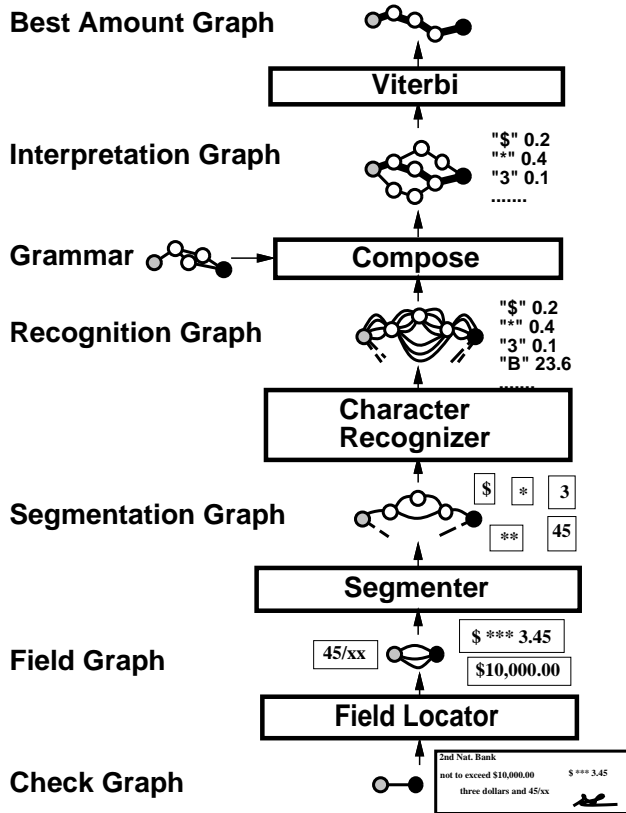 Best Amount Graph
Viterbi
Interpretation Graph
"$" 0.2
"*" 0.4
"3" 0.1
.......
Grammar
Compose
Recognition Graph
"$" 0.2
"*" 0.4
"3" 0.1
"B" 23.6
.......
Character
Recognizer
Segmentation Graph
$ * 3
** 45
Segmenter
Field Graph
45/xx
$ *** 3.45
$10,000.00
Field Locator
Check Graph
2nd Nat. Bank
not to exceed $10,000.00 $ *** 3.45
three dollars and 45/xx